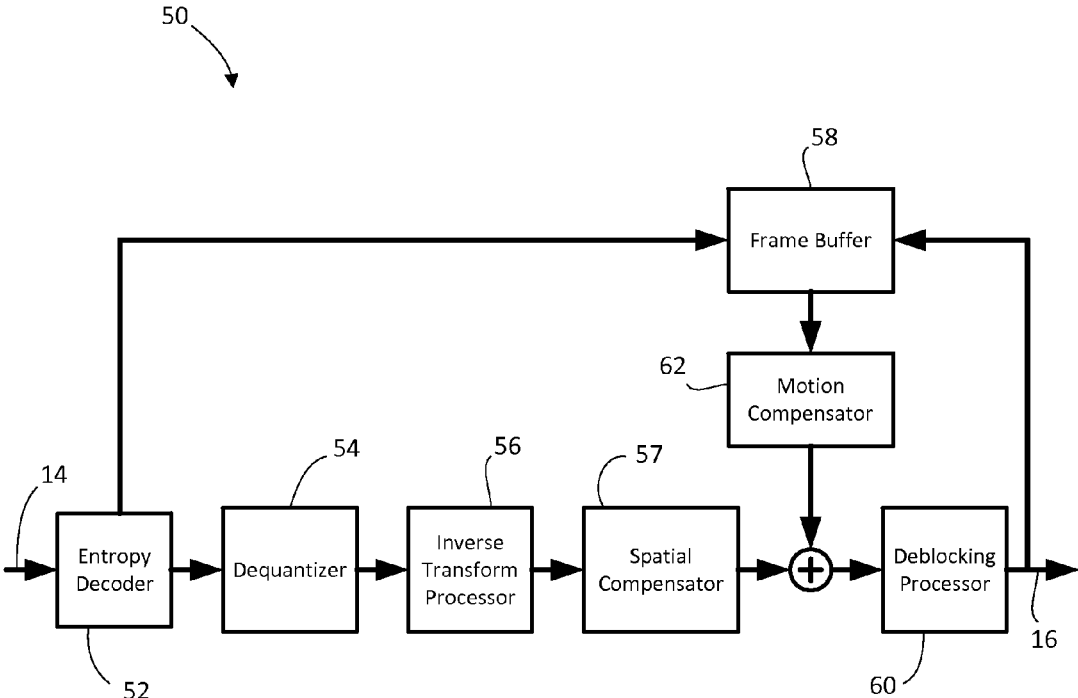 50
58
Frame Buffer
62
Motion
Compensator
14
54
56
57
Entropy
Decoder
Dequantizer
Inverse
Transform
Processor
Spatial
Compensator
+
Deblocking
Processor
52
60
16